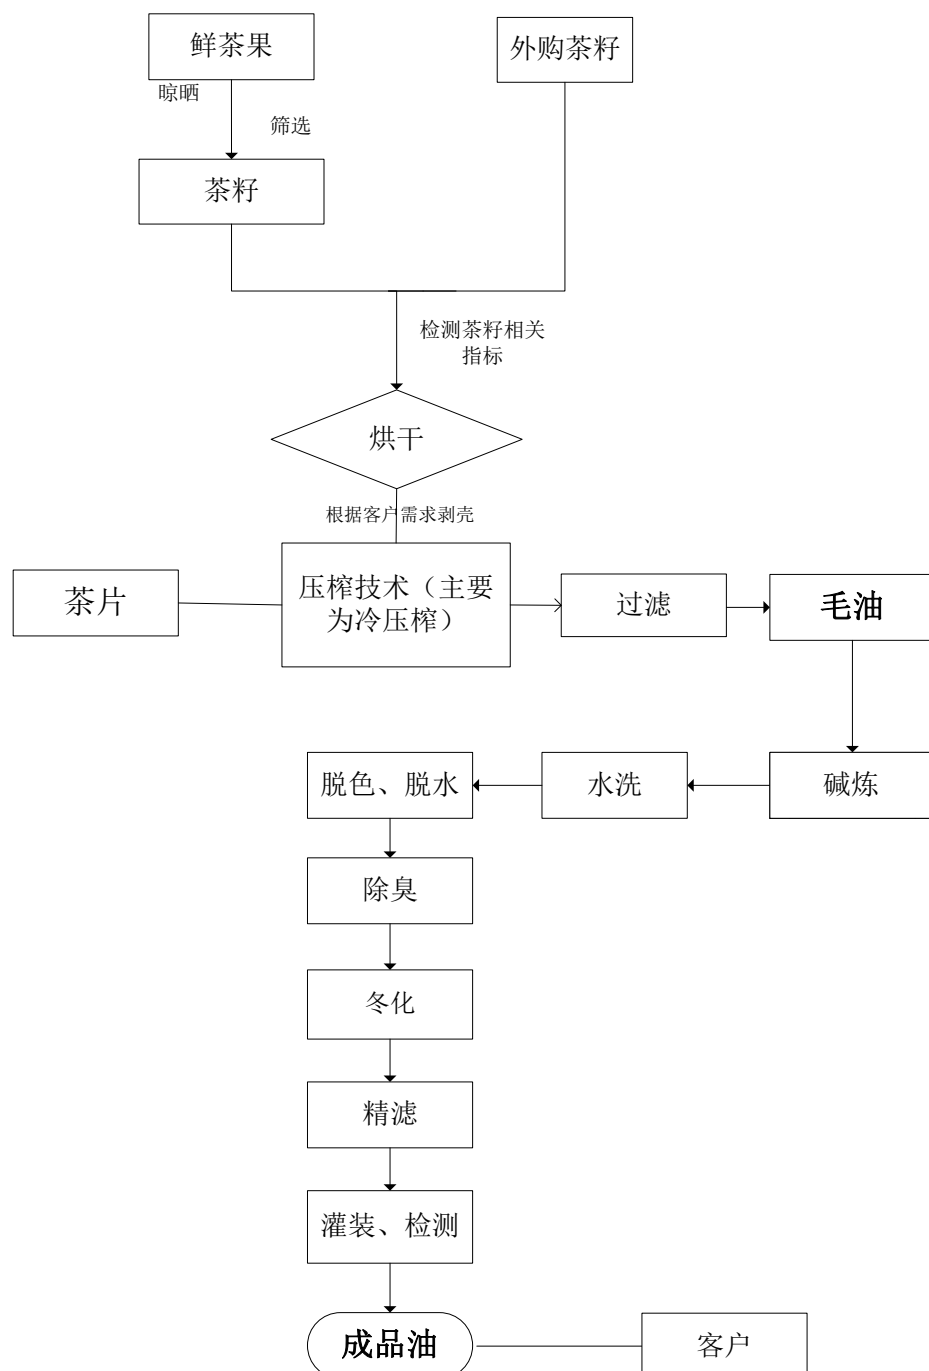 鲜茶果
外购茶籽
晾晒
筛选
茶籽
检测茶籽相关
指标
烘干
根据客户需求剥壳
茶片
压榨技术（主要
为冷压榨）
过滤
毛油
脱色、脱水
水洗
碱炼
除臭
冬化
精滤
灌装、检测
成品油
客户